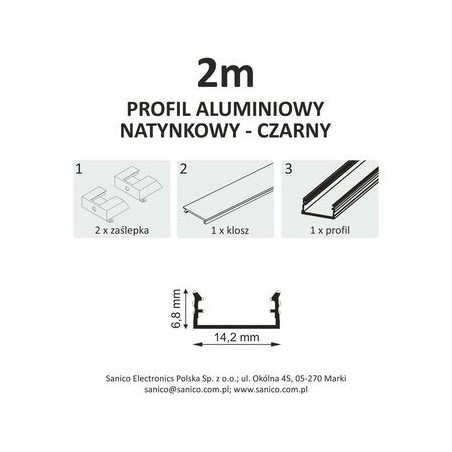 2m
PROFIL ALUMINIOWY
NATYNKOWY - CZARNY
1 2 3
2 x zaślepka 1 x klosz 1 x profil
6,8 mm
14,2 mm
Sanico Electronics Polska Sp. z o.o.; ul. Okólna 45, 05-270 Marki
sanico@sanico.com.pl; www.sanico.com.pl